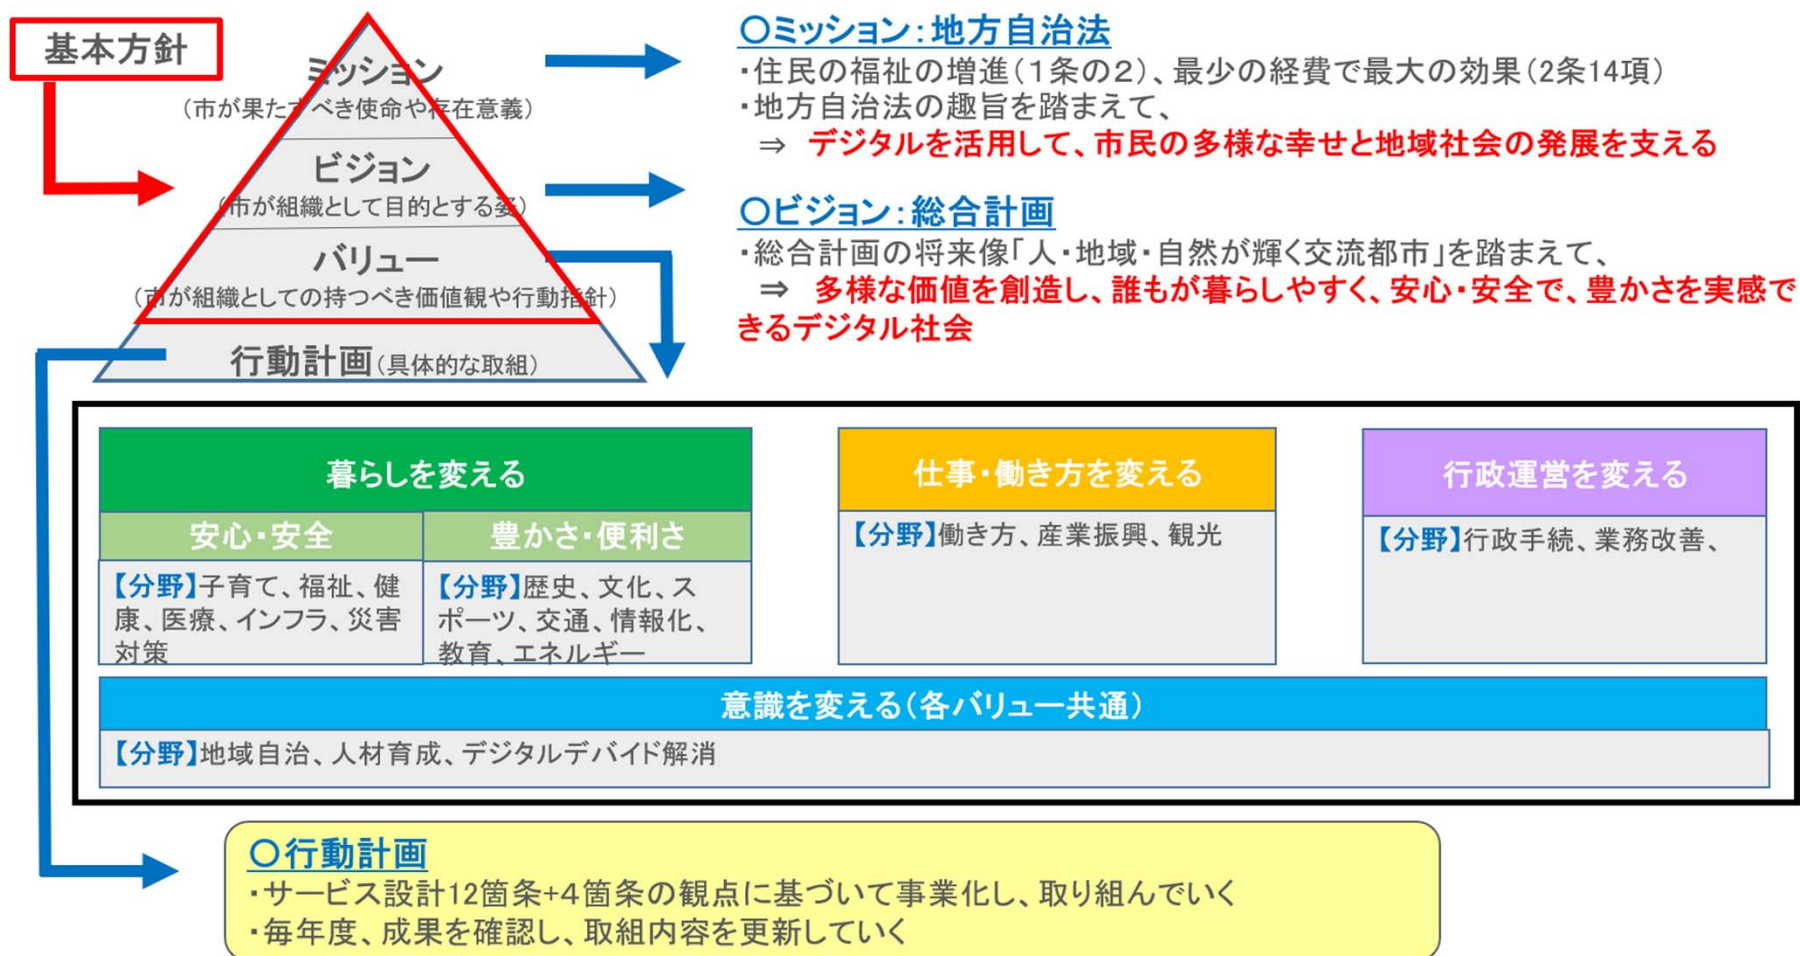 基本方針
ミッション
（市が果たすべき使命や存在意義）
ビジョン
（市が組織として目的とする姿）
バリュー
（市が組織としての持つべき価値観や行動指針）
行動計画（具体的な取組）
○ミッション：地方自治法
・住民の福祉の増進（１条の２）、最少の経費で最大の効果（2条14項）
・地方自治法の趣旨を踏まえて、
⇒ デジタルを活用して、市民の多様な幸せと地域社会の発展を支える
○ビジョン：総合計画
・総合計画の将来像「人・地域・自然が輝く交流都市」を踏まえて、
⇒ 多様な価値を創造し、誰もが暮らしやすく、安心・安全で、豊かさを実感で
きるデジタル社会
暮らしを変える
安心・安全
【分野】子育て、福祉、健
康、医療、インフラ、災害
対策
豊かさ・便利さ
【分野】歴史、文化、ス
ポーツ、交通、情報化、
教育、エネルギー
仕事・働き方を変える
【分野】働き方、産業振興、観光
行政運営を変える
【分野】行政手続、業務改善、
意識を変える（各バリュー共通）
【分野】地域自治、人材育成、デジタルデバイド解消
○行動計画
・サービス設計12箇条+４箇条の観点に基づいて事業化し、取り組んでいく
・毎年度、成果を確認し、取組内容を更新していく